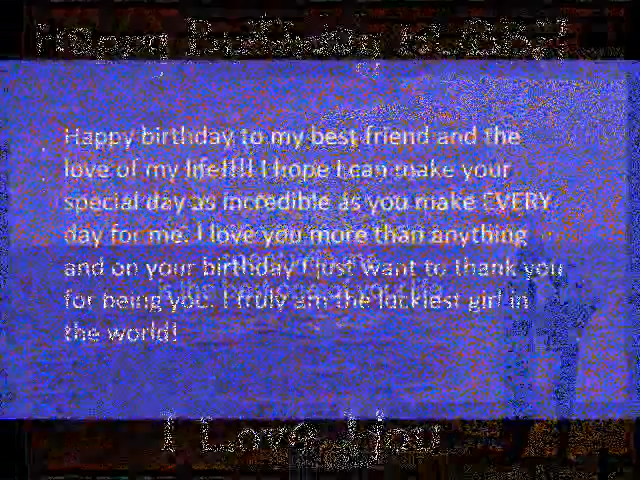 Happy Birthday
Happy birthday to my best friend and the
love of my life!!!! I hope I can make your
special day as incredible as you make EVERY
day for me. I love you more than anything
and on your birthday I just want to thank you
for being you. I truly am the luckiest girl in
the world!
I Love You